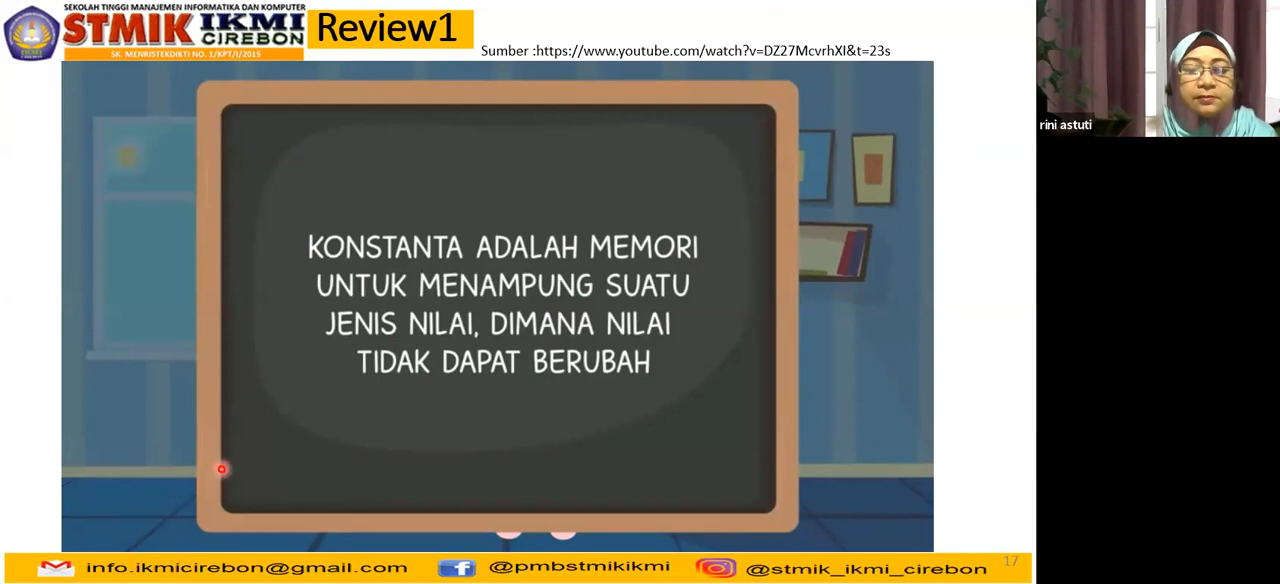 SEKOLAH TINGGI MANAJEMEN INFORMATIKA DAN KOMPUTER
STMIK IKMI
CIREBON
SK. MENRISTEKDIKTI NO. 1/KPT/I/2015
Review1
Sumber :https://www.youtube.com/watch?v=DZ27McvrhXI&t=23s
rini astuti
KONSTANTA ADALAH MEMORI
UNTUK MENAMPUNG SUATU
JENIS NILAI, DIMANA NILAI
TIDAK DAPAT BERUBAH
info.ikmicirebon@gmail.com
@pmbstmikikmi
@stmik_ikmi_cirebon
17